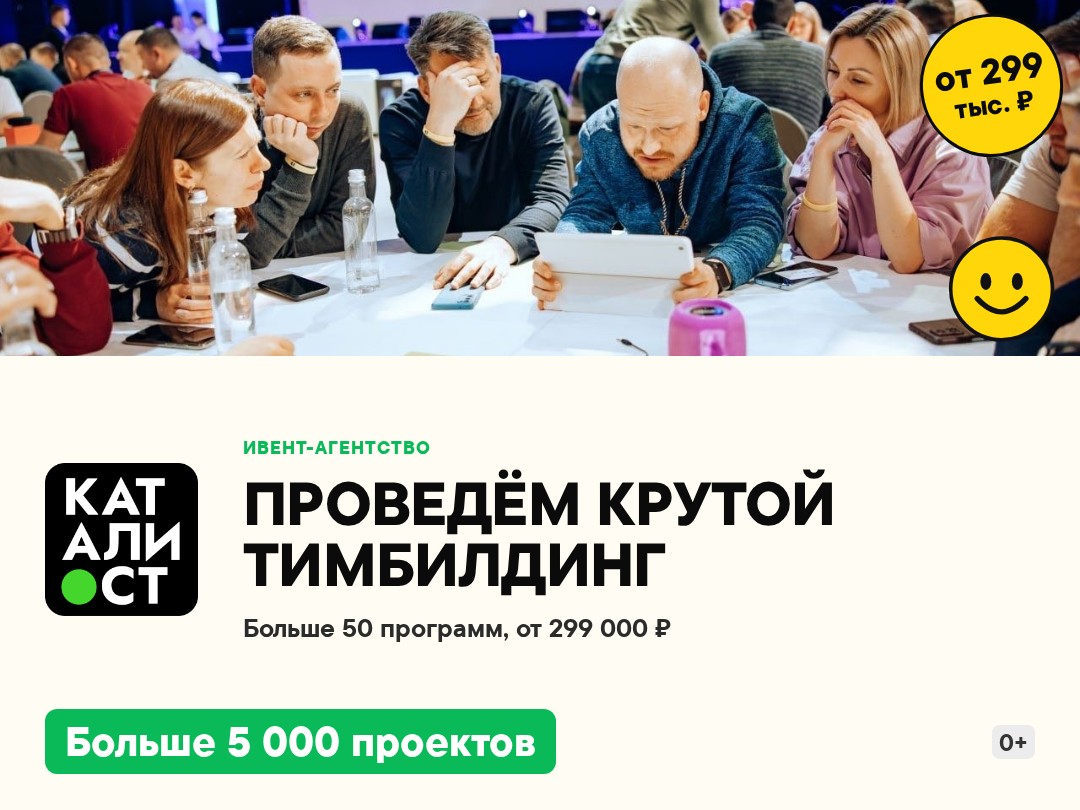 от 299
тыс. ₽
ИВЕНТ-АГЕНТСТВО
КАТ
АЛИ
СТ
ПРОВЕДЁМ КРУТОЙ
ТИМБИЛДИНГ
Больше 50 программ, от 299 000 ₽
Больше 5 000 проектов
0+